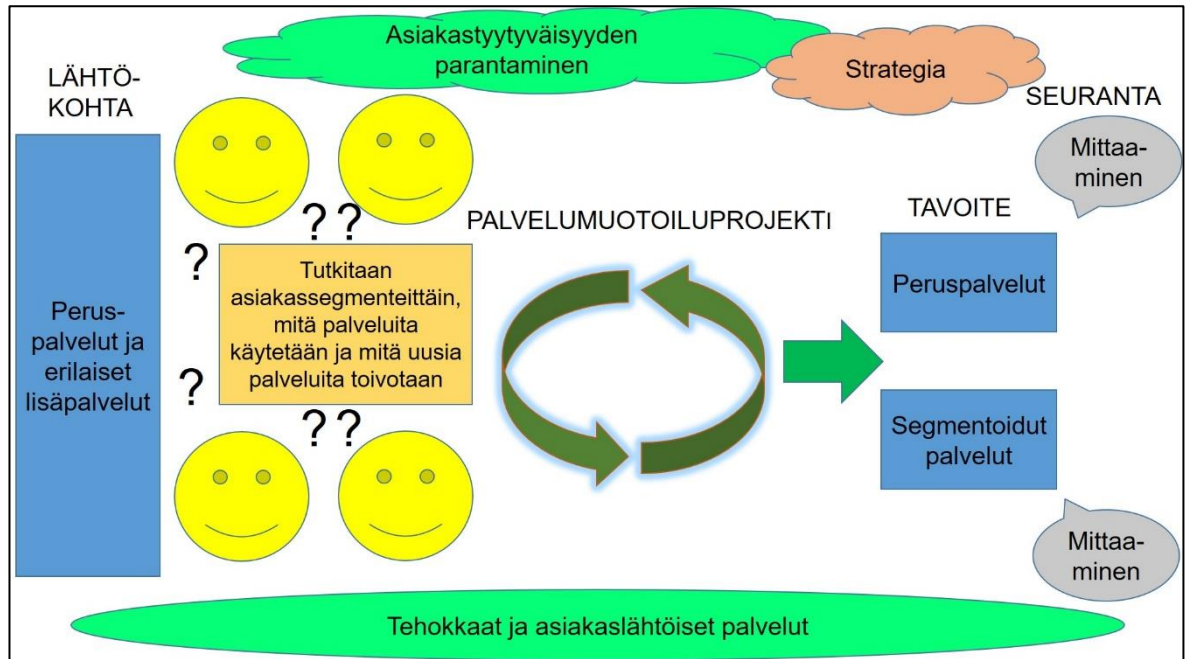 Asiakastyytyväisyyden
parantaminen
Strategia
LÄHTÖ-
KOHTA
SEURANTA
Mittaa-
minen
? ?
?
PALVELUMUOTOILUPROJEKTI
TAVOITE
Tutkitaan
asiakassegmenteittäin,
mitä palveluita
käytetään ja mitä uusia
palveluita toivotaan
Perus-
palvelut ja
erilaiset
lisäpalvelut
Peruspalvelut
?
? ?
Segmentoidut
palvelut
Mittaa-
minen
Tehokkaat ja asiakaslähtöiset palvelut